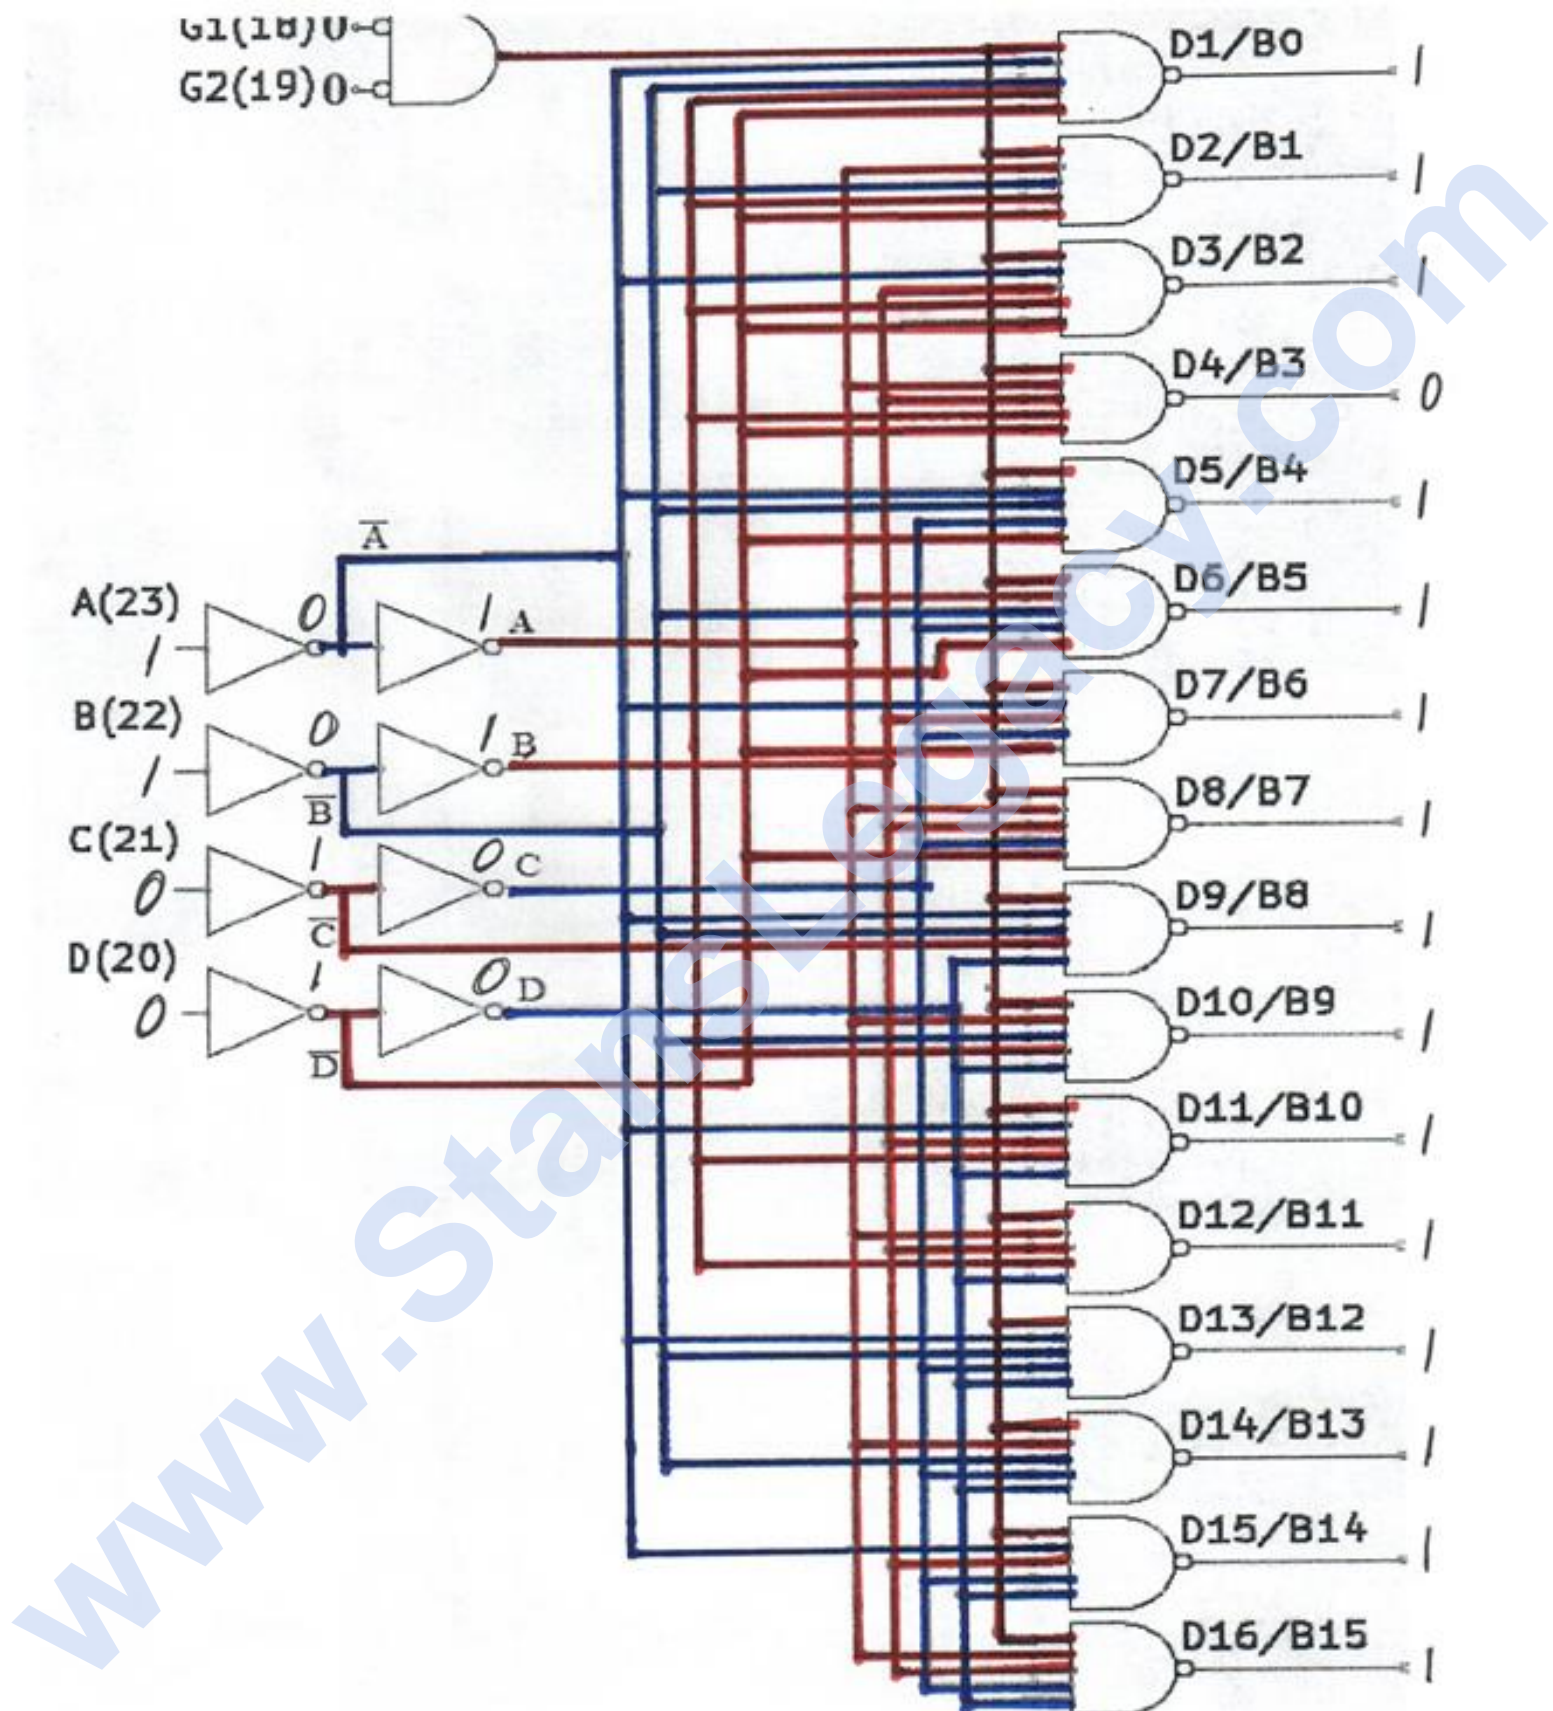 G1(18)0
D1/B0 1
G2(19)0
D2/B1 1
D3/B2 1
D4/B3 0
D5/B4 1
A̅
D6/B5 1
A(23) 0
1 1 A
D7/B6 1
B(22) 0
1 1 B
D8/B7 1
B̅
C(21) 1
0 0 C
D9/B8 1
C̅
D(20) 1
0 0 D
D10/B9 1
D̅
D11/B10 1
D12/B11 1
D13/B12 1
D14/B13 1
D15/B14 1
D16/B15 1
www.StansLegacy.com